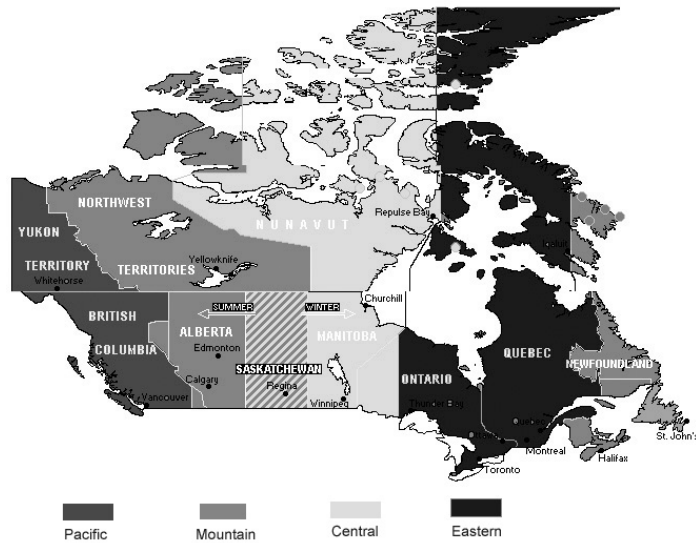 NORTHWEST
NUNAVUT
Repulse Bay
YUKON
Iqaluit
Yellowknife
TERRITORY
TERRITORIES
Whitehorse
SUMMER
WINTER
Churchill
BRITISH
ALBERTA
MANITOBA
COLUMBIA
Edmonton
QUEBEC
SASKATCHEWAN
NEWFOUNDLAND
Calgary
ONTARIO
Regina
Vancouver
Winnipeg
Thunder Bay
Quebec
St. John's
Ottawa
Montreal
Halifax
Toronto
Pacific
Mountain
Central
Eastern